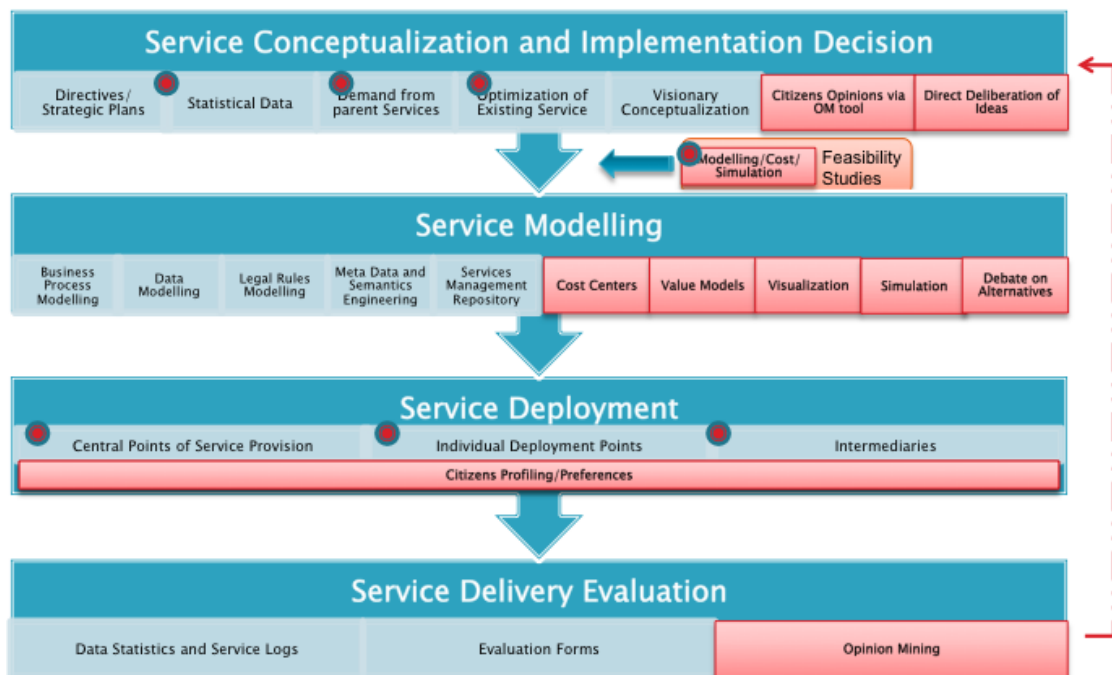 Service Conceptualization and Implementation Decision
Directives/
Strategic Plans
Statistical Data
Demand from
parent Services
Optimization of
Existing Service
Visionary
Conceptualization
Citizens Opinions via
OM tool
Direct Deliberation of
Ideas
Modelling/Cost/
Simulation
Feasibility
Studies
Service Modelling
Business
Process
Modelling
Data
Modelling
Legal Rules
Modelling
Meta Data and
Semantics
Engineering
Services
Management
Repository
Cost Centers
Value Models
Visualization
Simulation
Debate on
Alternatives
Service Deployment
Central Points of Service Provision
Individual Deployment Points
Intermediaries
Citizens Profiling/Preferences
Service Delivery Evaluation
Data Statistics and Service Logs
Evaluation Forms
Opinion Mining